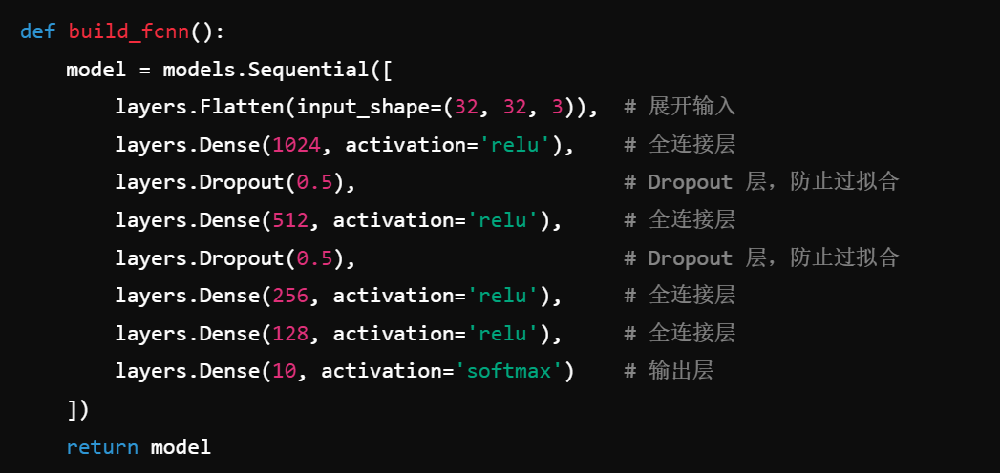 def build_fcnn():
    model = models.Sequential([
        layers.Flatten(input_shape=(32, 32, 3)),  # 展开输入
        layers.Dense(1024, activation='relu'),    # 全连接层
        layers.Dropout(0.5),                      # Dropout 层，防止过拟合
        layers.Dense(512, activation='relu'),     # 全连接层
        layers.Dropout(0.5),                      # Dropout 层，防止过拟合
        layers.Dense(256, activation='relu'),     # 全连接层
        layers.Dense(128, activation='relu'),     # 全连接层
        layers.Dense(10, activation='softmax')    # 输出层
    ])
    return model